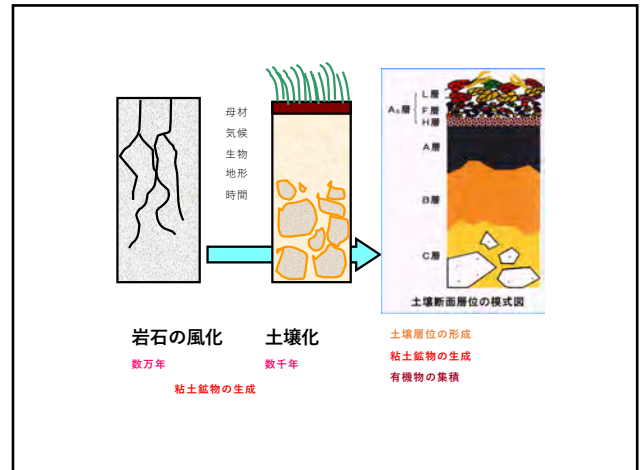 母材
気候
生物
地形
時間
L層
A₀層
F層
H層
A層
B層
C層
土壌断面層位の模式図
岩石の風化
数万年
土壌化
数千年
粘土鉱物の生成
土壌層位の形成
粘土鉱物の生成
有機物の集積